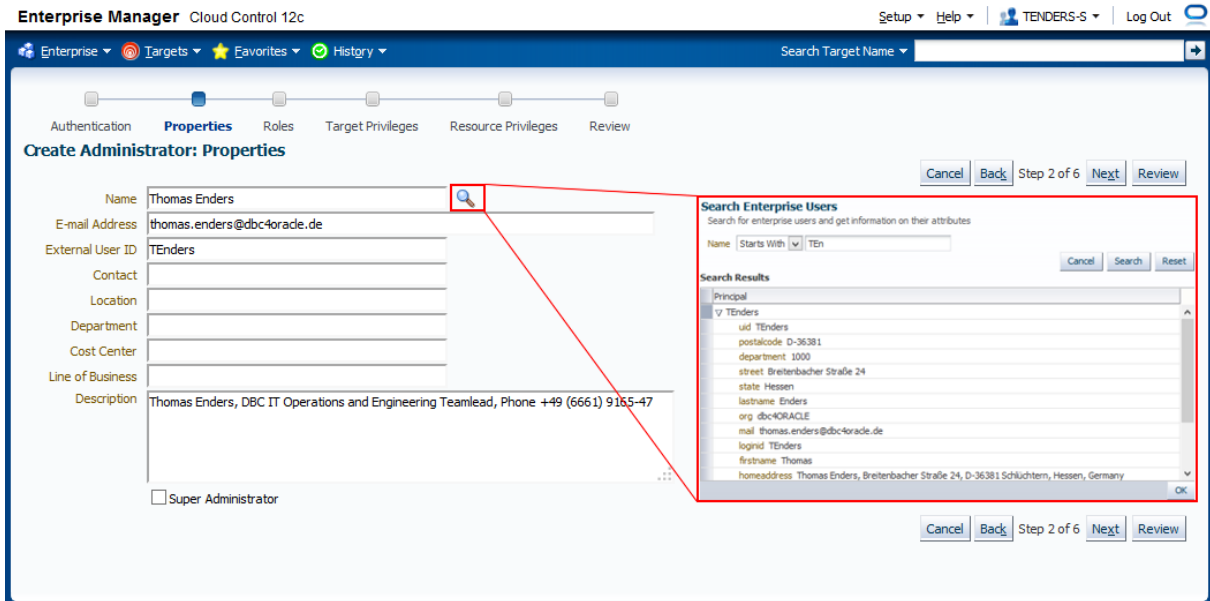 Enterprise Manager Cloud Control 12c
Setup Help TENDERS-S Log Out
Enterprise Targets Favorites History Search Target Name
Authentication Properties Roles Target Privileges Resource Privileges Review
Create Administrator: Properties
Cancel Back Step 2 of 6 Next Review
Name Thomas Enders
E-mail Address thomas.enders@dbc4oracle.de
External User ID TEnders
Contact
Location
Department
Cost Center
Line of Business
Description Thomas Enders, DBC IT Operations and Engineering Teamlead, Phone +49 (6661) 9165-47
Super Administrator
Search Enterprise Users
Search for enterprise users and get information on their attributes
Name Starts With TEn
Cancel Search Reset
Search Results
Principal
TEnders
uid TEnders
postalcode D-36381
department 1000
street Breitenbacher Straße 24
state Hessen
lastname Enders
org dbc4ORACLE
mail thomas.enders@dbc4oracle.de
loginid TEnders
firstname Thomas
homeaddress Thomas Enders, Breitenbacher Straße 24, D-36381 Schlüchtern, Hessen, Germany
OK
Cancel Back Step 2 of 6 Next Review